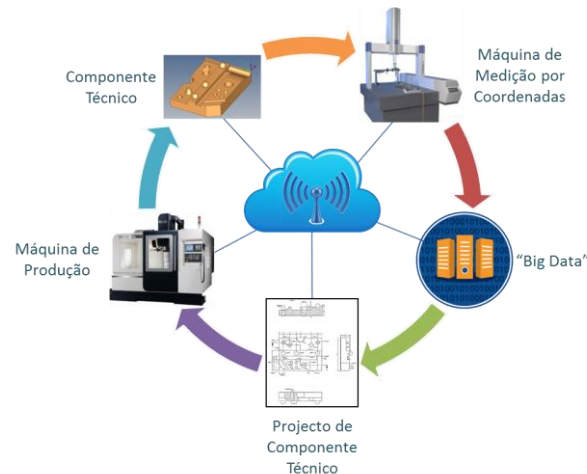 Componente
Técnico
Máquina de
Medição por
Coordenadas
Máquina de
Produção
"Big Data"
Projecto de
Componente
Técnico